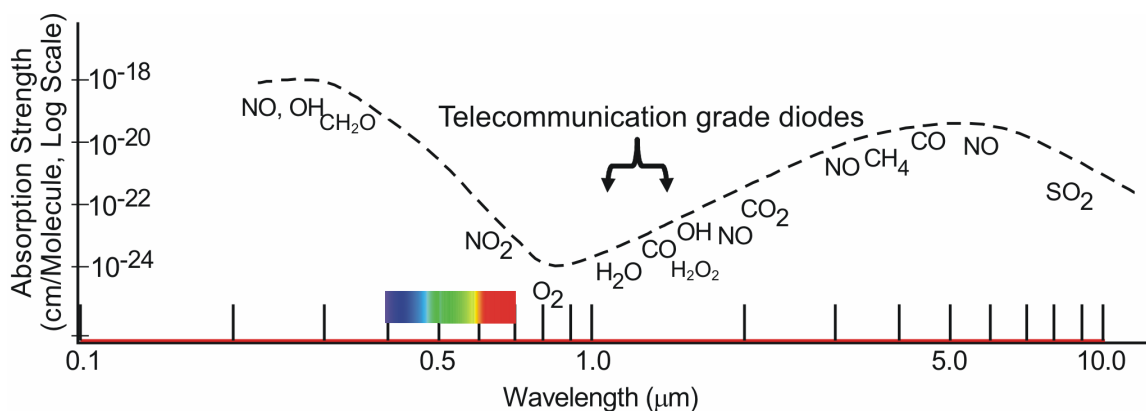 Absorption Strength
(cm/Molecule, Log Scale)
10-18
10-20
10-22
10-24
NO, OH
CH2O
Telecommunication grade diodes
NO2
O2
H2O
CO
H2O2
OH
NO
CO2
NO
CH4
CO
NO
SO2
0.1
0.5
1.0
5.0
10.0
Wavelength (μm)